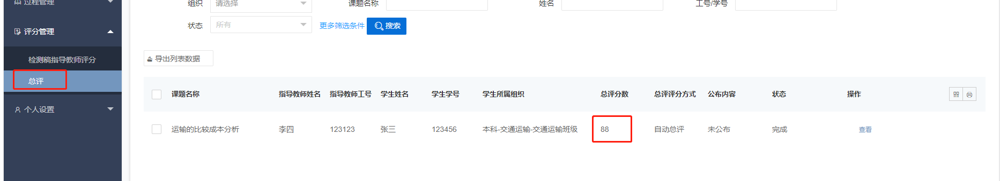 过程管理
组织 请选择 课题名称 姓名 工号/学号
状态 所有 更多筛选条件 搜索
评分管理
检测稿指导教师评分
总评
个人设置
导出列表数据
课题名称 指导教师姓名 指导教师工号 学生姓名 学生学号 学生所属组织 总评分数 总评评分方式 公布内容 状态 操作
运输的比较成本分析 李四 123123 张三 123456 本科-交通运输-交通运输班级 88 自动总评 未公布 完成 查看